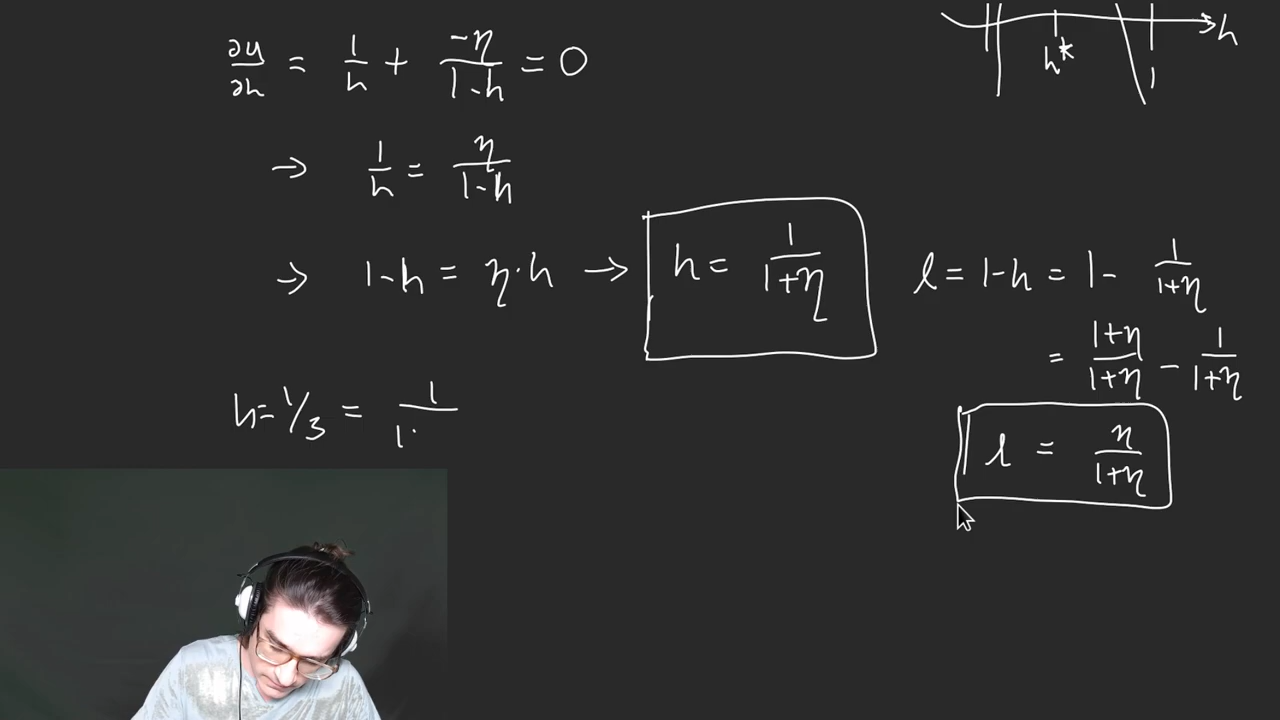 ∂u/∂h = 1/h + -η/(1-h) = 0
h
h*
1
→ 1/h = η/(1-h)
→ 1-h = η·h → h = 1/(1+η)
l = 1-h = 1 - 1/(1+η)
= (1+η)/(1+η) - 1/(1+η)
l = η/(1+η)
h = 1/3 = 1/1